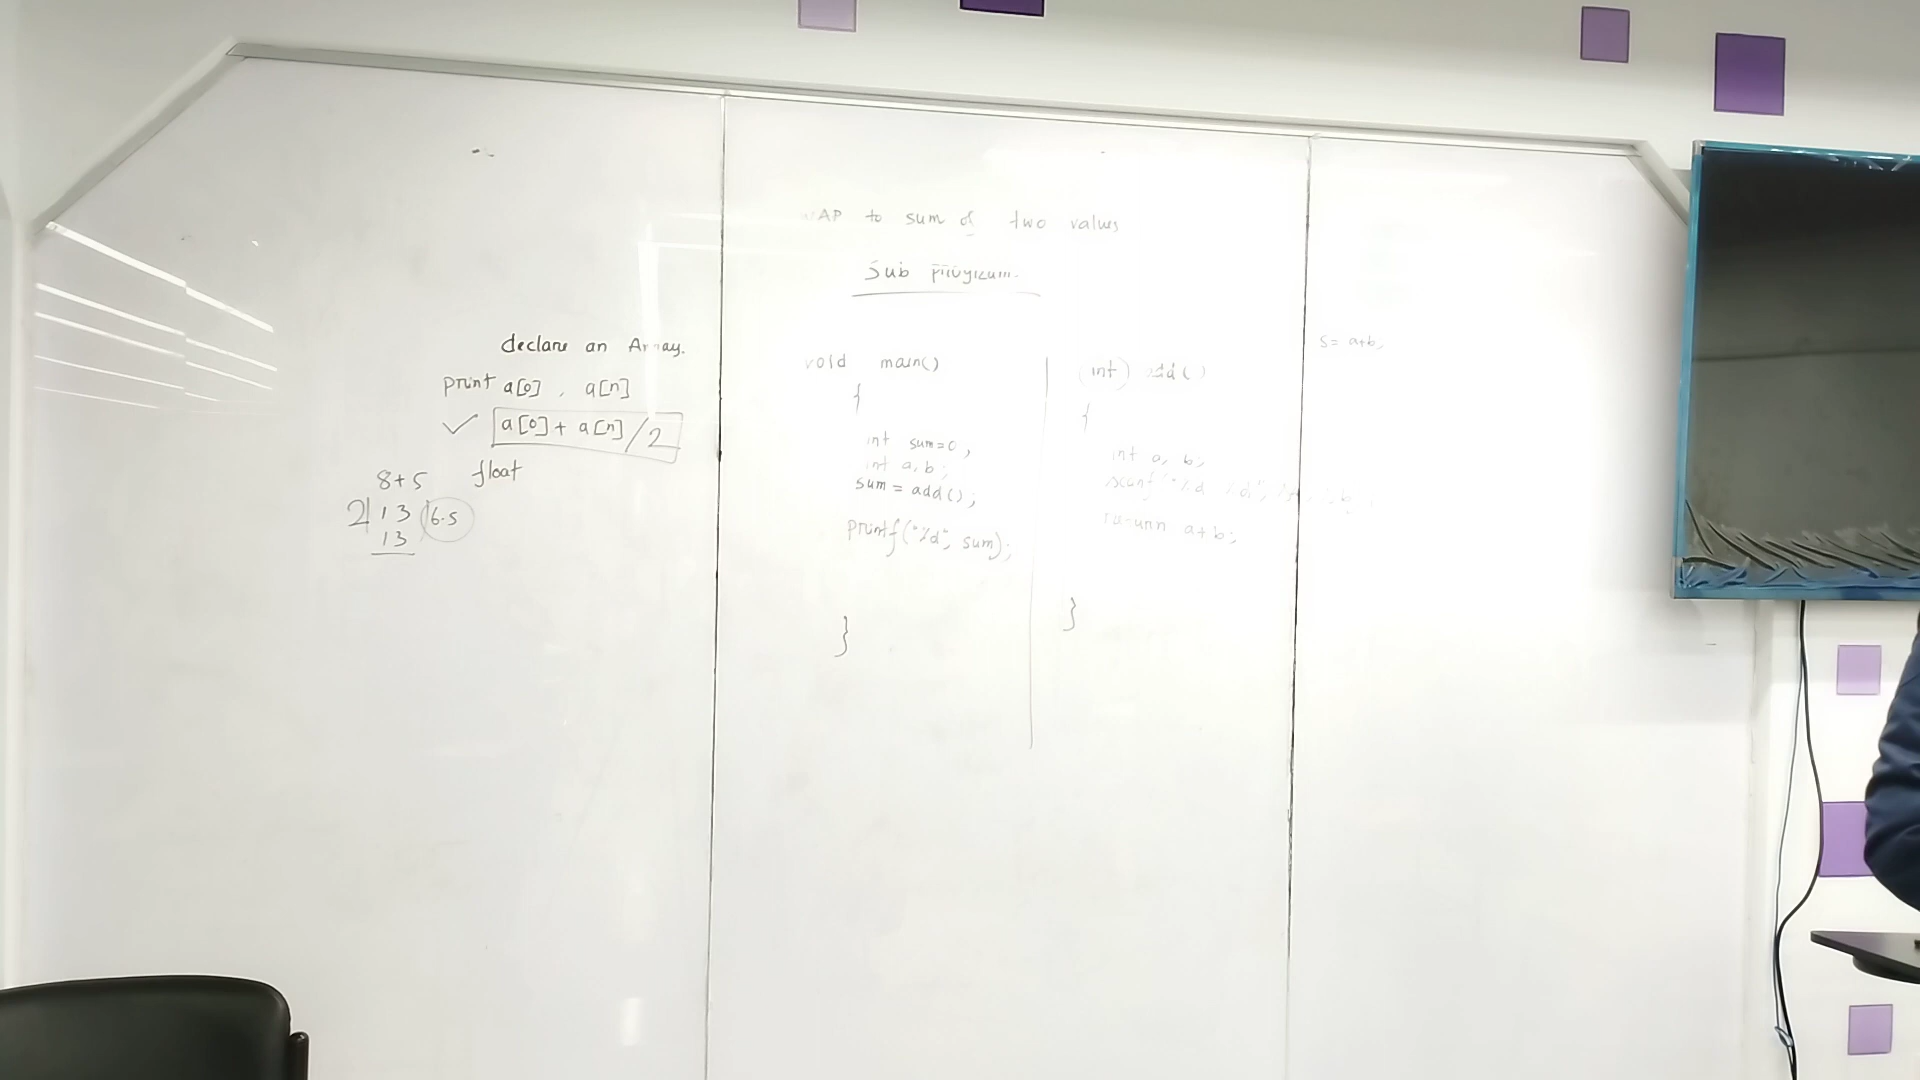 WAP to sum of two values
Sub program
declare an Array.
print a[0] , a[n]
✓ a[0] + a[n] / 2
8+5 float
2 13 6.5
13
void main()
{
int sum=0,
int a, b;
sum = add();
printf("%d", sum);
}
(int) add()
{
int a, b;
scanf("%d %d",
a+b;
}
s= a+b,